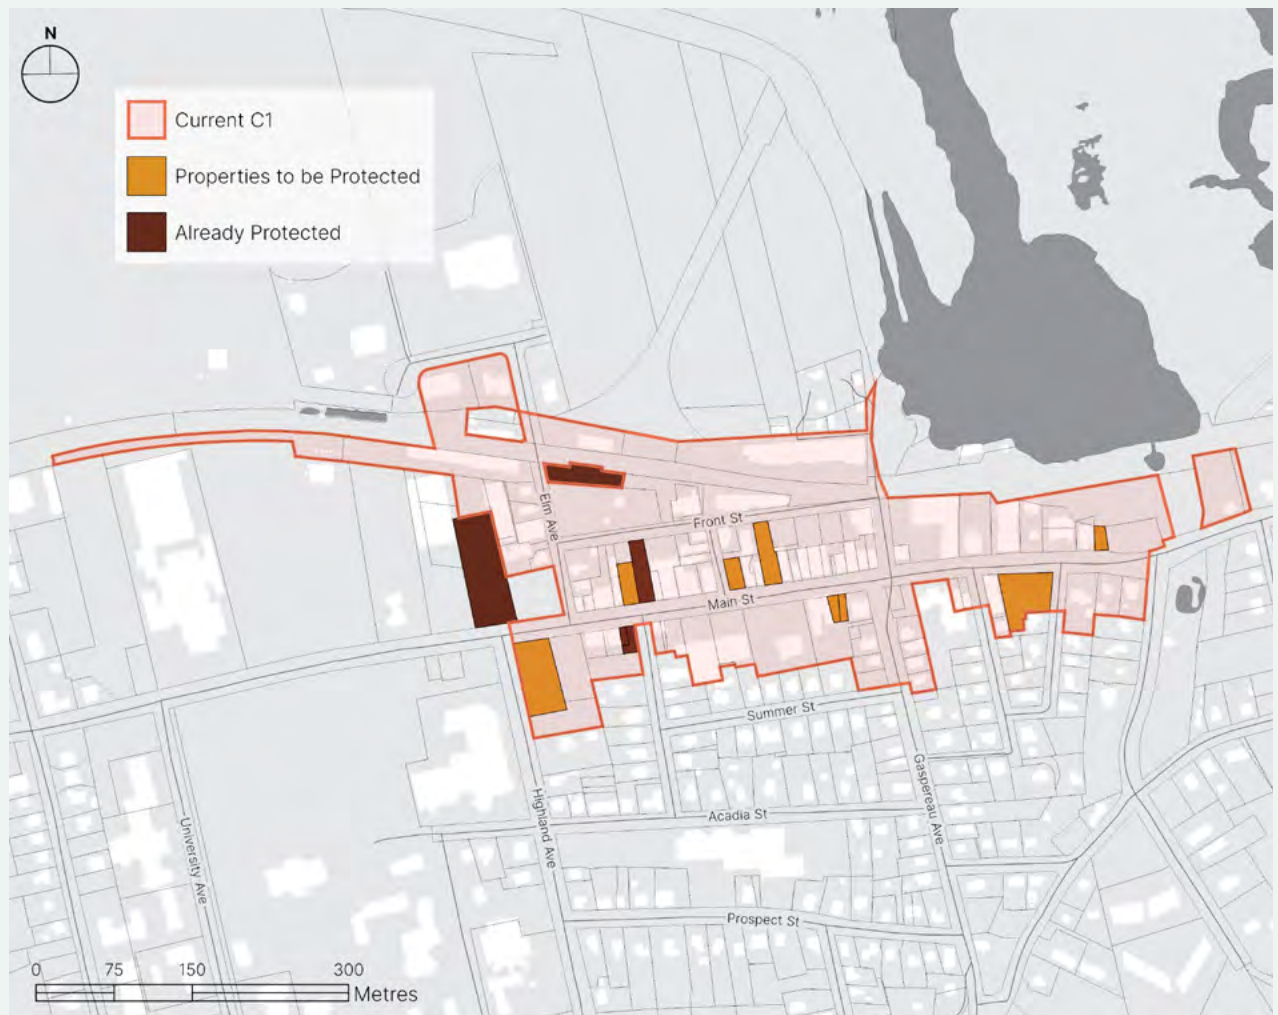 N
Current C1
Properties to be Protected
Already Protected
Elm Ave
Front St
Main St
Summer St
Gaspereau Ave
Highland Ave
Acadia St
University Ave
Prospect St
0 75 150 300
Metres